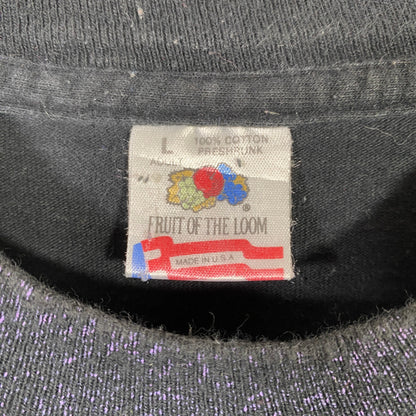 L 100% COTTON
ADULT PRESHRUNK
®
FRUIT OF THE LOOM
MADE IN U.S.A.